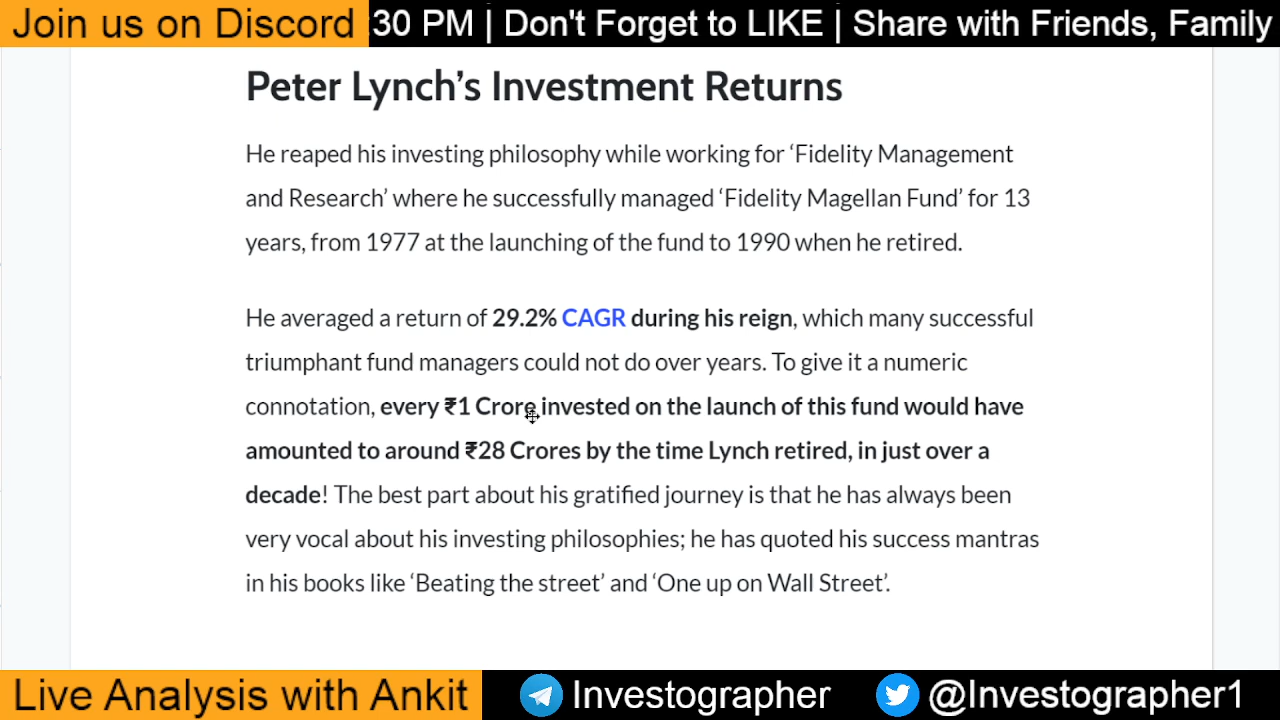 Join us on Discord :30 PM | Don't Forget to LIKE | Share with Friends, Family
Peter Lynch’s Investment Returns
He reaped his investing philosophy while working for ‘Fidelity Management
and Research’ where he successfully managed ‘Fidelity Magellan Fund’ for 13
years, from 1977 at the launching of the fund to 1990 when he retired.
He averaged a return of 29.2% CAGR during his reign, which many successful
triumphant fund managers could not do over years. To give it a numeric
connotation, every ₹1 Crore invested on the launch of this fund would have
amounted to around ₹28 Crores by the time Lynch retired, in just over a
decade! The best part about his gratified journey is that he has always been
very vocal about his investing philosophies; he has quoted his success mantras
in his books like ‘Beating the street’ and ‘One up on Wall Street’.
Live Analysis with Ankit Investographer @Investographer1